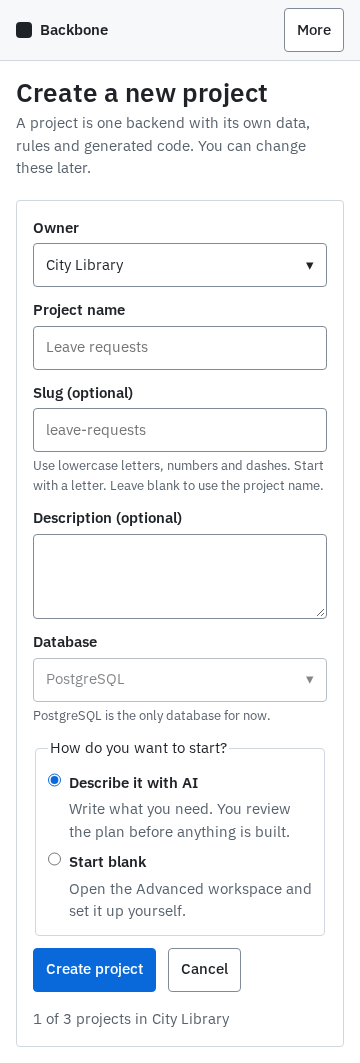 Backbone
More
Create a new project
A project is one backend with its own data,
rules and generated code. You can change
these later.
Owner
City Library
Project name
Leave requests
Slug (optional)
leave-requests
Use lowercase letters, numbers and dashes. Start
with a letter. Leave blank to use the project name.
Description (optional)
Database
PostgreSQL
PostgreSQL is the only database for now.
How do you want to start?
Describe it with AI
Write what you need. You review
the plan before anything is built.
Start blank
Open the Advanced workspace and
set it up yourself.
Create project
Cancel
1 of 3 projects in City Library